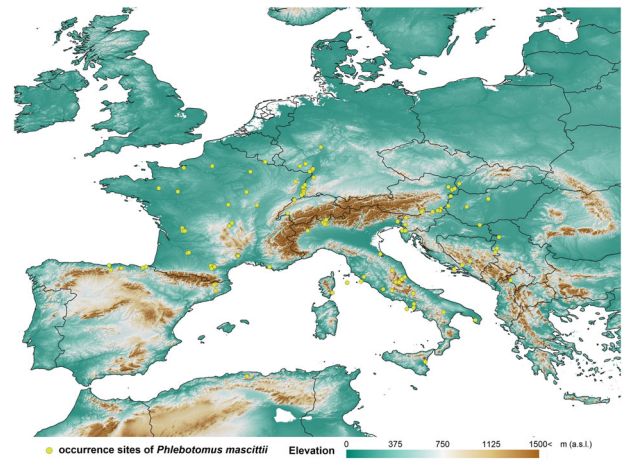 occurrence sites of Phlebotomus mascittii
Elevation
0 375 750 1125 1500< m (a.s.l.)